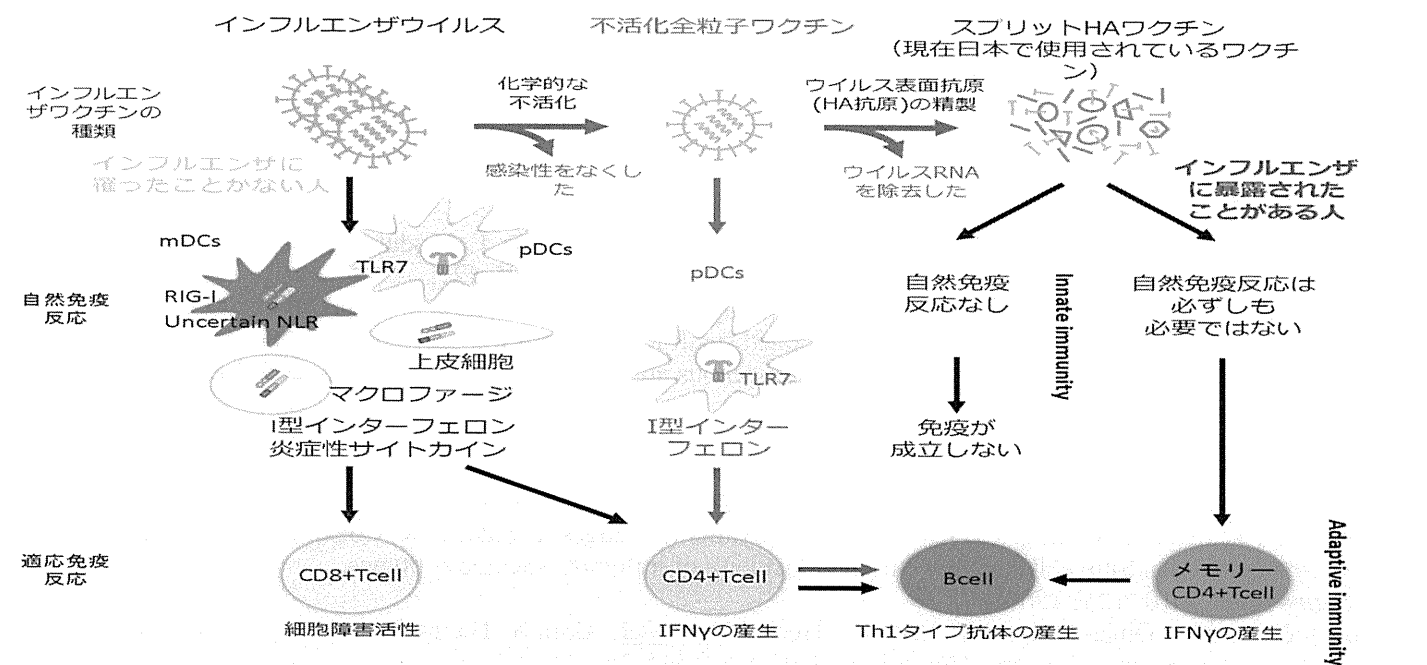 インフルエンザウイルス
不活化全粒子ワクチン
スプリットHAワクチン
(現在日本で使用されているワクチ
ン)
インフルエン
ザワクチンの
種類
化学的な
不活化
ウイルス表面抗原
(HA抗原)の精製
感染性をなくし
た
ウイルスRNA
を除去した
インフルエンザに
罹ったことがない人
インフルエンザ
に暴露された
ことがある人
自然免疫
反応
mDCs
pDCs
TLR7
RIG-I
Uncertain NLR
上皮細胞
マクロファージ
I型インターフェロン
炎症性サイトカイン
pDCs
TLR7
I型インター
フェロン
自然免疫
反応なし
免疫が
成立しない
Innate immunity
自然免疫反応は
必ずしも
必要ではない
適応免疫
反応
CD8+Tcell
細胞障害活性
CD4+Tcell
IFNγの産生
Bcell
Th1タイプ抗体の産生
メモリー
CD4+Tcell
IFNγの産生
Adaptive immunity